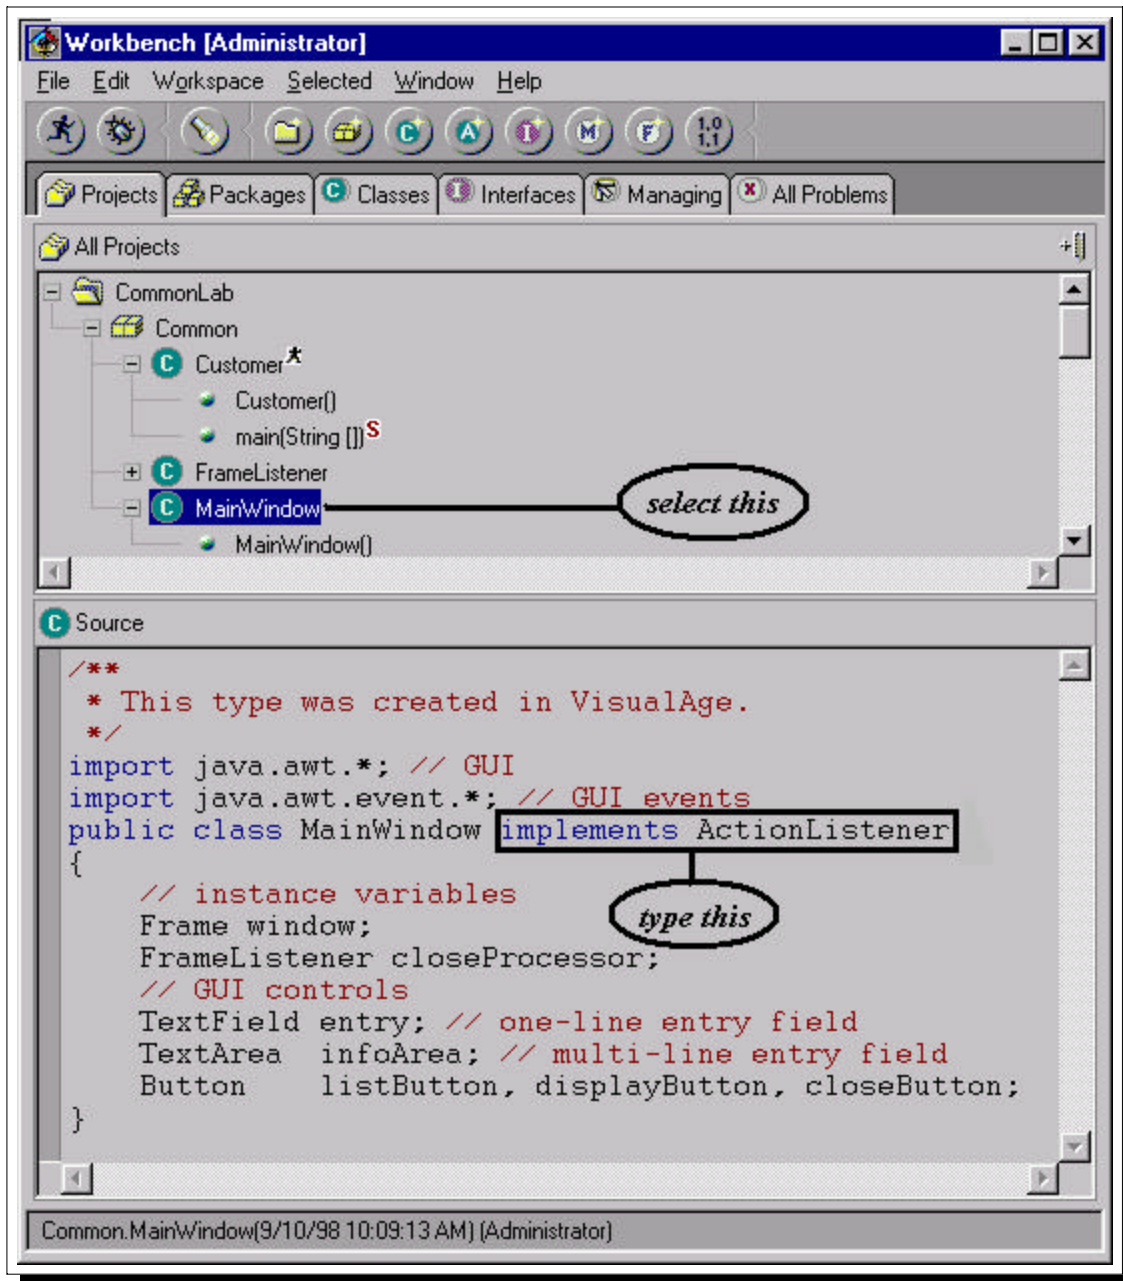 Workbench [Administrator]
File Edit Workspace Selected Window Help
C A I M F 1.0 1.1
Projects Packages C Classes I Interfaces Managing X All Problems
All Projects
CommonLab
Common
C Customer
Customer()
main(String []) S
C FrameListener
C MainWindow select this
MainWindow()
C Source
/**
* This type was created in VisualAge.
*/
import java.awt.*; // GUI
import java.awt.event.*; // GUI events
public class MainWindow implements ActionListener
{
// instance variables
Frame window; type this
FrameListener closeProcessor;
// GUI controls
TextField entry; // one-line entry field
TextArea infoArea; // multi-line entry field
Button listButton, displayButton, closeButton;
}
Common.MainWindow(9/10/98 10:09:13 AM) (Administrator)